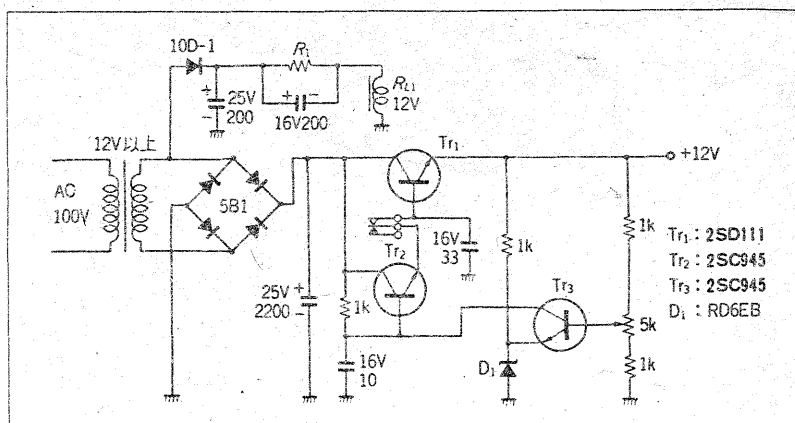 10D-1
R₁
25V
200
16V200
RL1
12V
12V以上
AC
100V
5B1
Tr₁
+12V
16V
33
Tr₂
1k
1k
Tr₃
25V
2200
1k
5k
16V
10
D₁
1k
Tr₁：2SD111
Tr₂：2SC945
Tr₃：2SC945
D₁：RD6EB